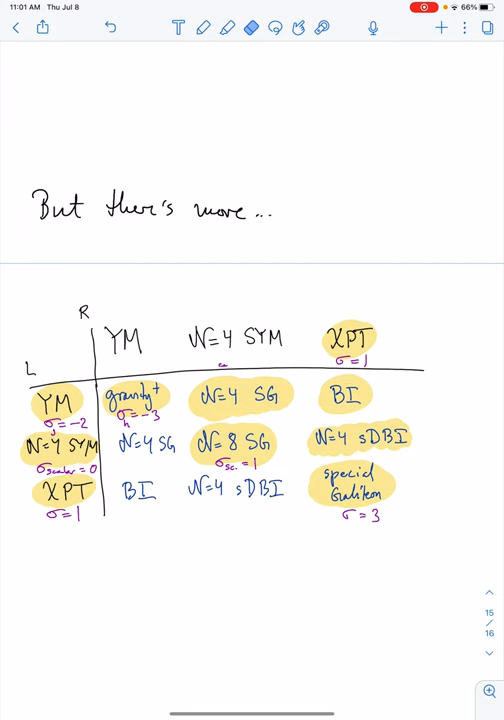 11:01 AM Thu Jul 8
66%
But ther's more...
R
L
YM
N=4 SYM
χPT
σ=1
YM
σ=-2
gravity+
σ=-3
h
N=4 SG
BI
N=4 SYM
σscalar=0
N=4 SG
N=8 SG
σsc.=1
N=4 sDBI
χPT
σ=1
BI
N=4 sDBI
special
Galileon
σ=3
15
/
16